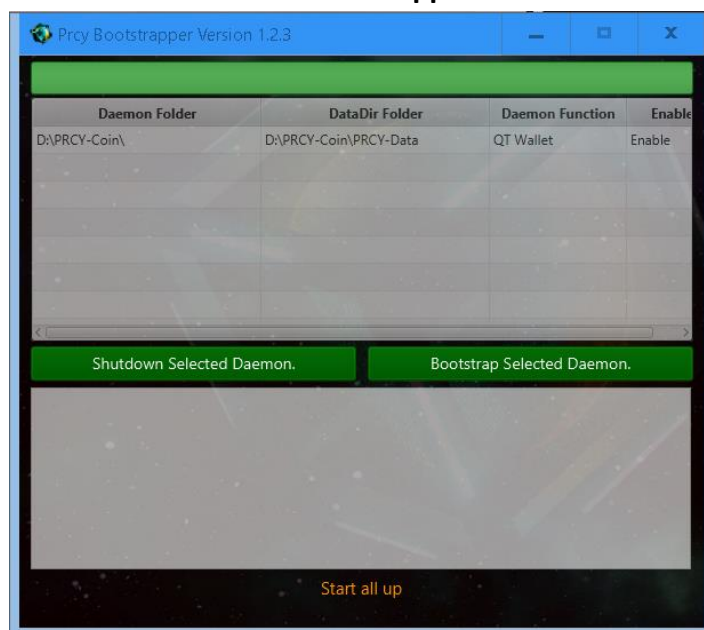 Prcy Bootstrapper Version 1.2.3
Daemon Folder DataDir Folder Daemon Function Enable
D:\PRCY-Coin\ D:\PRCY-Coin\PRCY-Data QT Wallet Enable
Shutdown Selected Daemon. Bootstrap Selected Daemon.
Start all up